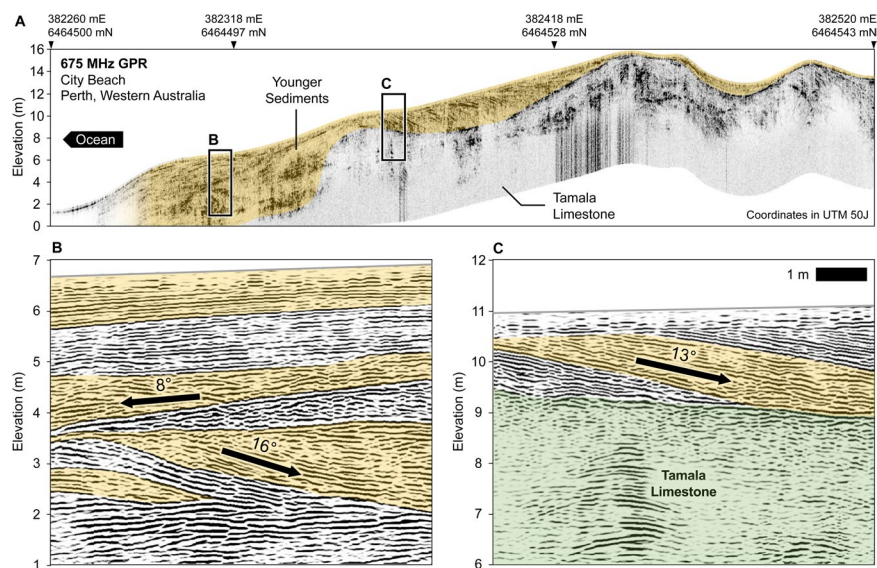 A
382260 mE
6464500 mN
382318 mE
6464497 mN
382418 mE
6464528 mN
382520 mE
6464543 mN
675 MHz GPR
City Beach
Perth, Western Australia
Ocean
Younger
Sediments
B
C
Tamala
Limestone
Coordinates in UTM 50J
Elevation (m)
16
14
12
10
8
6
4
2
0
B
Elevation (m)
7
6
5
4
3
2
1
8°
16°
C
Elevation (m)
12
11
10
9
8
7
6
1 m
13°
Tamala
Limestone